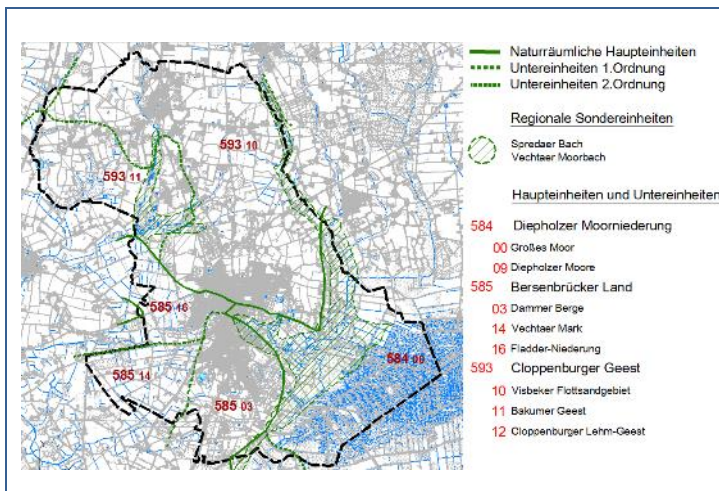 593 10
593 11
585 16
584 09
585 14
585 03
Naturräumliche Haupteinheiten
Untereinheiten 1.Ordnung
Untereinheiten 2.Ordnung
Regionale Sondereinheiten
Spredaer Bach
Vechtaer Moorbach
Haupteinheiten und Untereinheiten
584 Diepholzer Moorniederung
00 Großes Moor
09 Diepholzer Moore
585 Bersenbrücker Land
03 Dammer Berge
14 Vechtaer Mark
16 Fladder-Niederung
593 Cloppenburger Geest
10 Visbeker Flottsandgebiet
11 Bakumer Geest
12 Cloppenburger Lehm-Geest